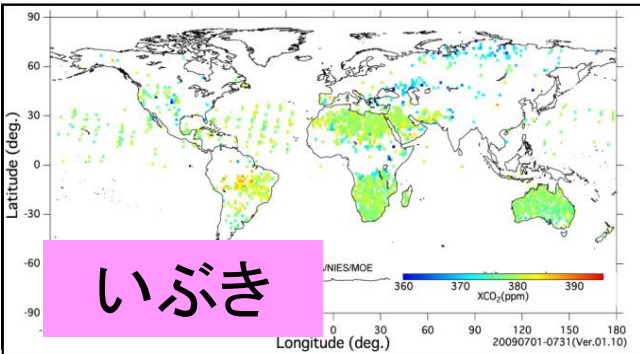 90
60
30
0
-30
-60
-90
Latitude (deg.)
いぶき
/NIES/MOE
360 370 380 390
XCO₂(ppm)
0 30 60 90 120 150 180
Longitude (deg.)
20090701-0731(Ver.01.10)